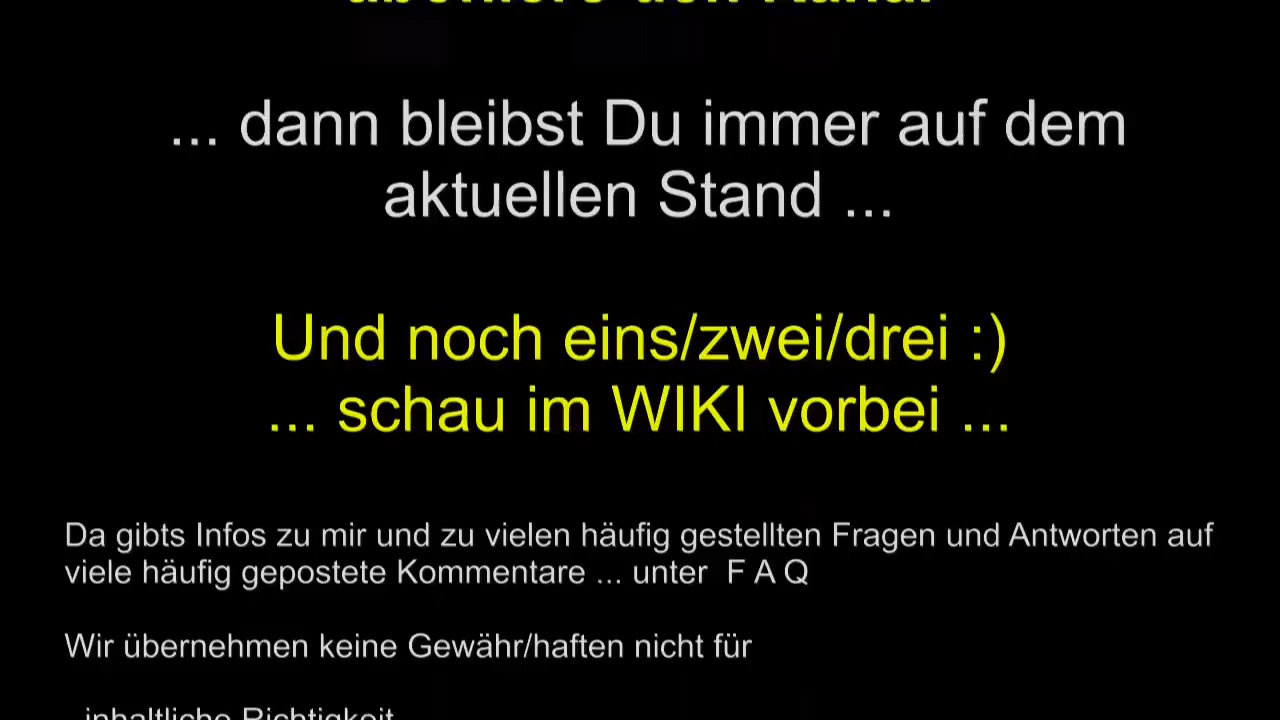 ... dann bleibst Du immer auf dem
aktuellen Stand ...
Und noch eins/zwei/drei :)
... schau im WIKI vorbei ...
Da gibts Infos zu mir und zu vielen häufig gestellten Fragen und Antworten auf
viele häufig gepostete Kommentare ... unter F A Q
Wir übernehmen keine Gewähr/haften nicht für
inhaltliche Richtigkeit